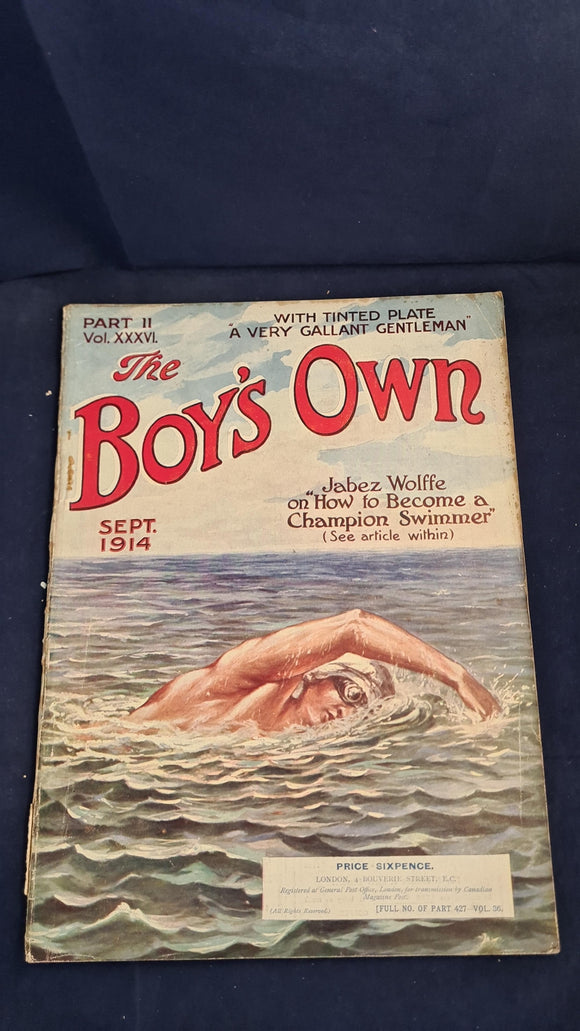 PART 11
Vol. XXXVI.
WITH TINTED PLATE
"A VERY GALLANT GENTLEMAN"
The
BOY'S OWN
SEPT.
1914
Jabez Wolffe
on "How to Become a
Champion Swimmer"
(See article within)
PRICE SIXPENCE.
LONDON, 4 BOUVERIE STREET, E.C.
Registered at General Post Office, London, for transmission by Canadian
Magazine Post.
(All Rights Reserved.)
[FULL NO. OF PART 427—VOL. 36.